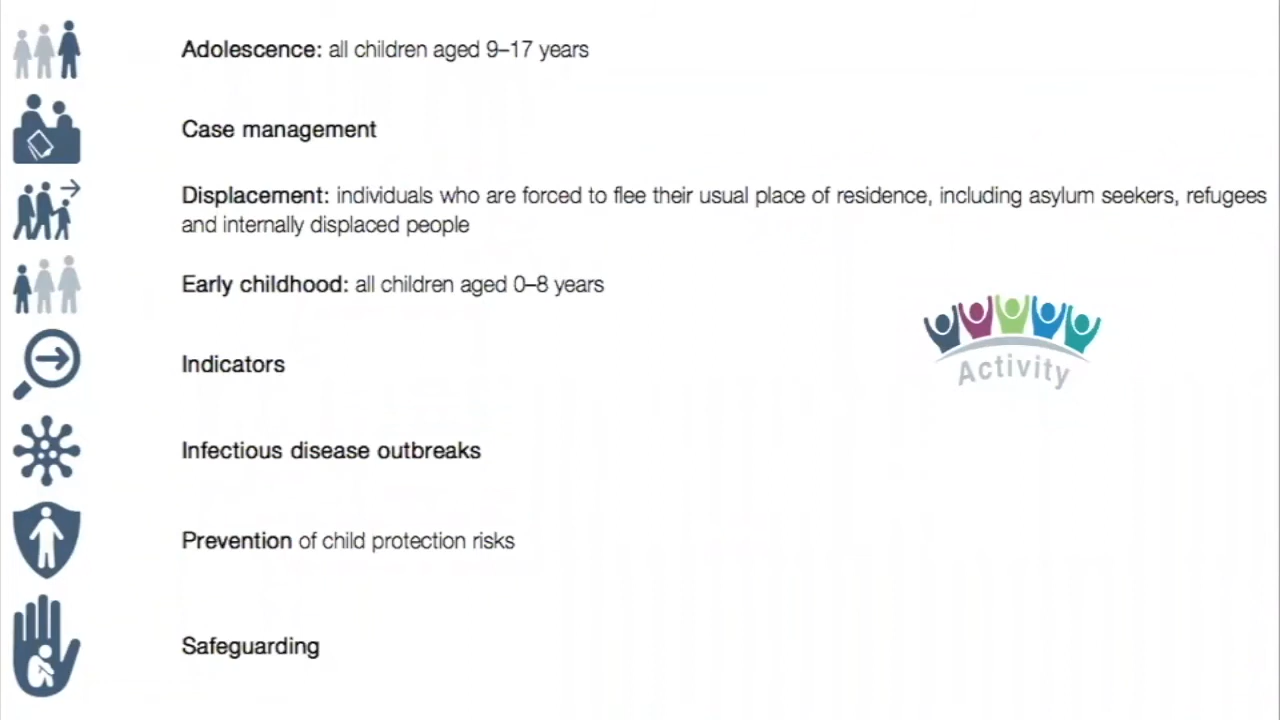 Adolescence: all children aged 9–17 years
Case management
Displacement: individuals who are forced to flee their usual place of residence, including asylum seekers, refugees
and internally displaced people
Early childhood: all children aged 0–8 years
Activity
Indicators
Infectious disease outbreaks
Prevention of child protection risks
Safeguarding